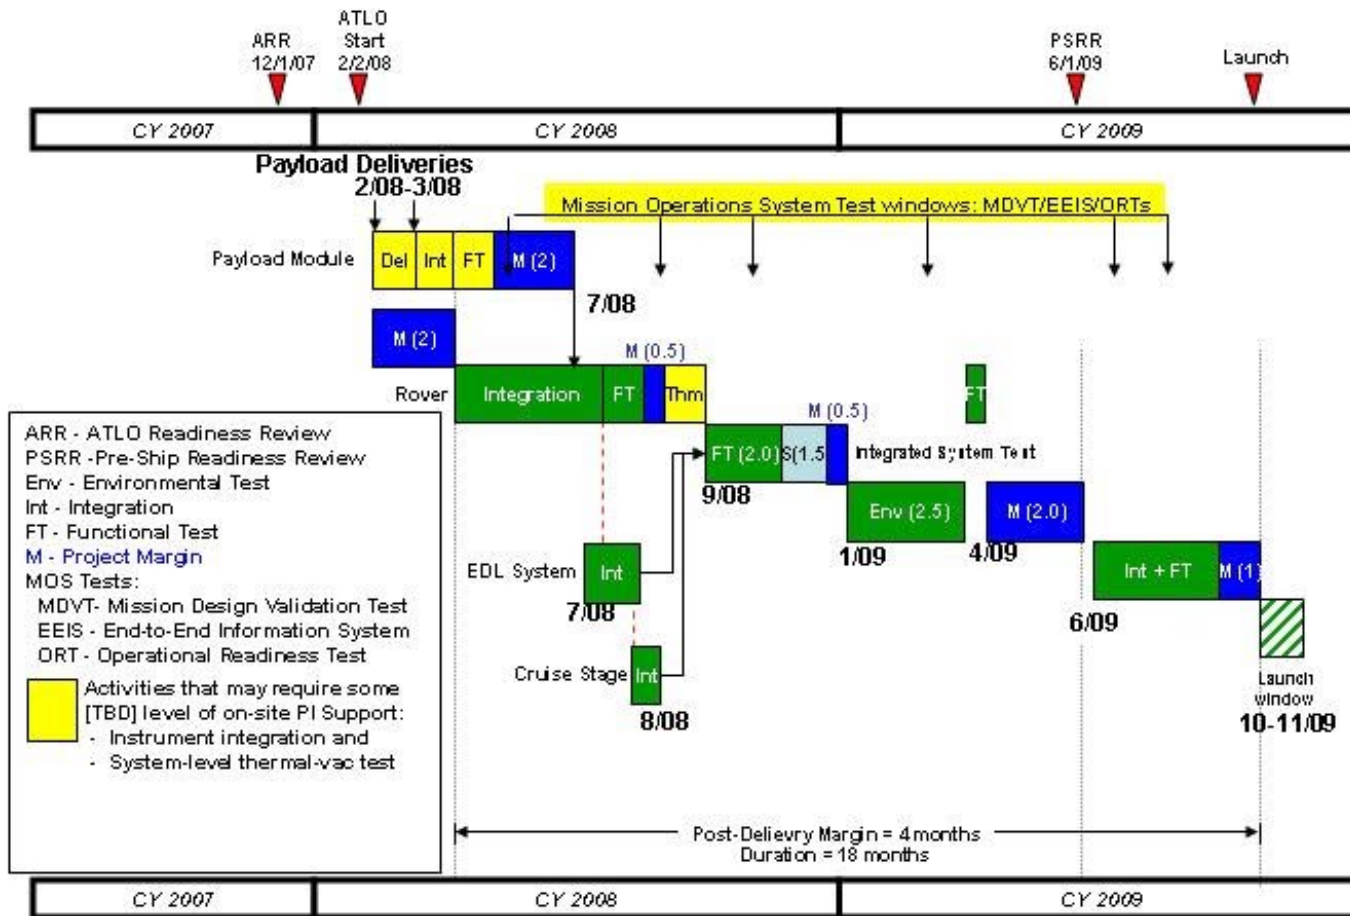 ARR
12/1/07
ATLO
Start
2/2/08
PSRR
6/1/09
Launch
CY 2007
CY 2008
CY 2009
Payload Deliveries
2/08-3/08
Mission Operations System Test windows: MDVT/EEIS/ORTs
Payload Module
Del
Int
FT
M (2)
7/08
M (2)
M (0.5)
Rover
Integration
FT
Thm
FT
M (0.5)
FT (2.0)
S(1.5
Integrated System Test
9/08
Env (2.5)
M (2.0)
1/09
4/09
EDL System
Int
7/08
Int + FT
M (1)
6/09
Cruise Stage
Int
8/08
Launch
window
10-11/09
ARR - ATLO Readiness Review
PSRR -Pre-Ship Readiness Review
Env - Environmental Test
Int - Integration
FT - Functional Test
M - Project Margin
MOS Tests:
MDVT- Mission Design Validation Test
EEIS - End-to-End Information System
ORT - Operational Readiness Test
Activities that may require some
[TBD] level of on-site PI Support:
- Instrument integration and
- System-level thermal-vac test
Post-Delievry Margin = 4 months
Duration = 18 months
CY 2007
CY 2008
CY 2009